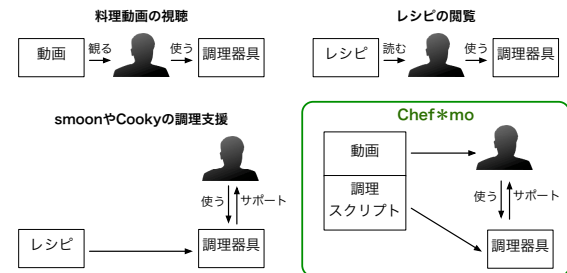 料理動画の視聴
動画
観る
使う
調理器具
レシピの閲覧
レシピ
読む
使う
調理器具
smoonやCookyの調理支援
使う
サポート
レシピ
調理器具
Chef*mo
動画
調理
スクリプト
使う
サポート
調理器具